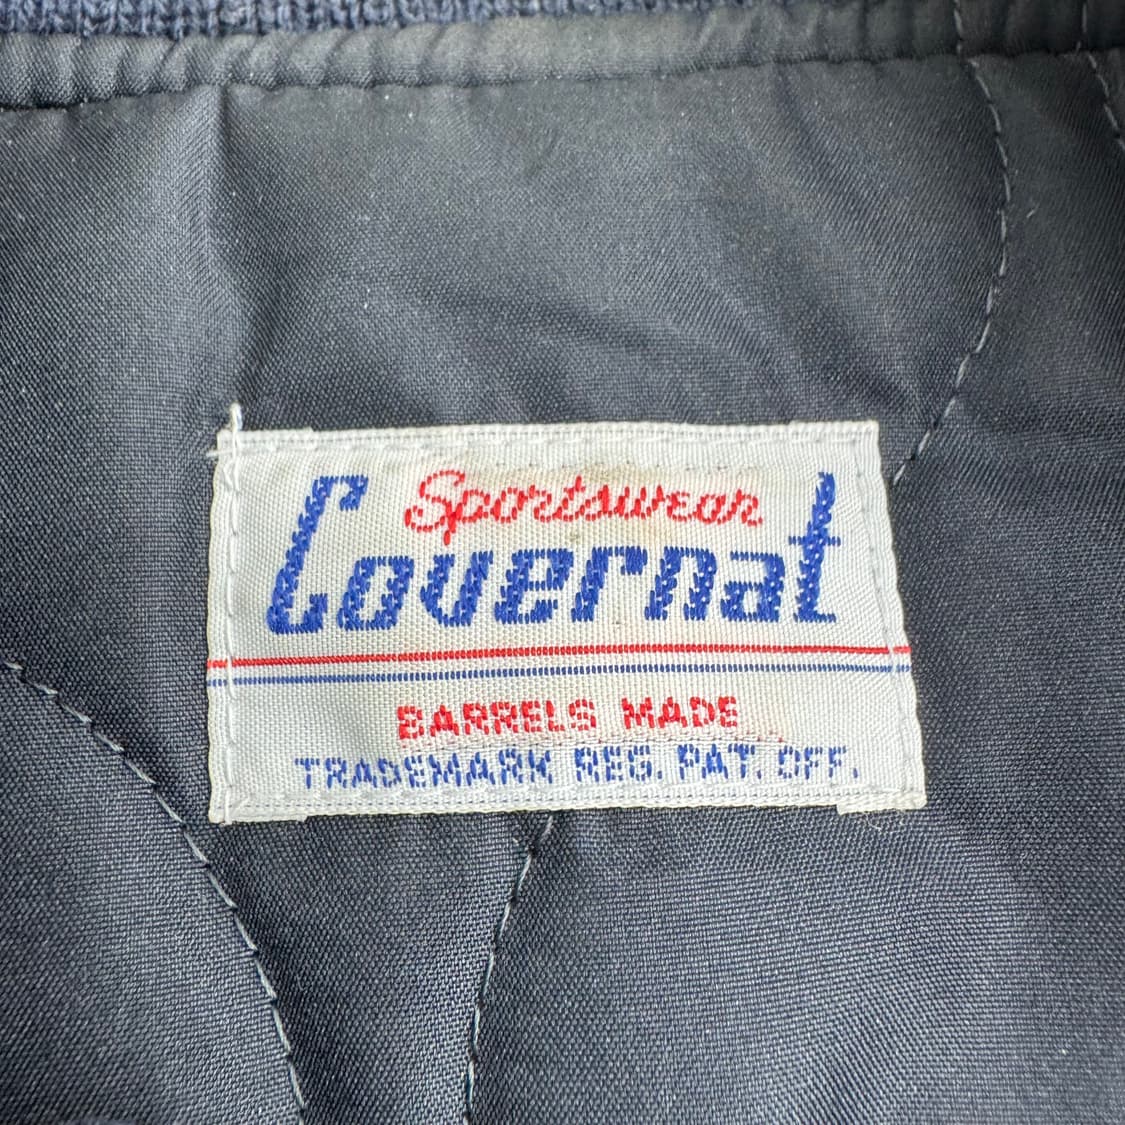 Sportswear
Covernat
BARRELS MADE
TRADEMARK REG. PAT. OFF.